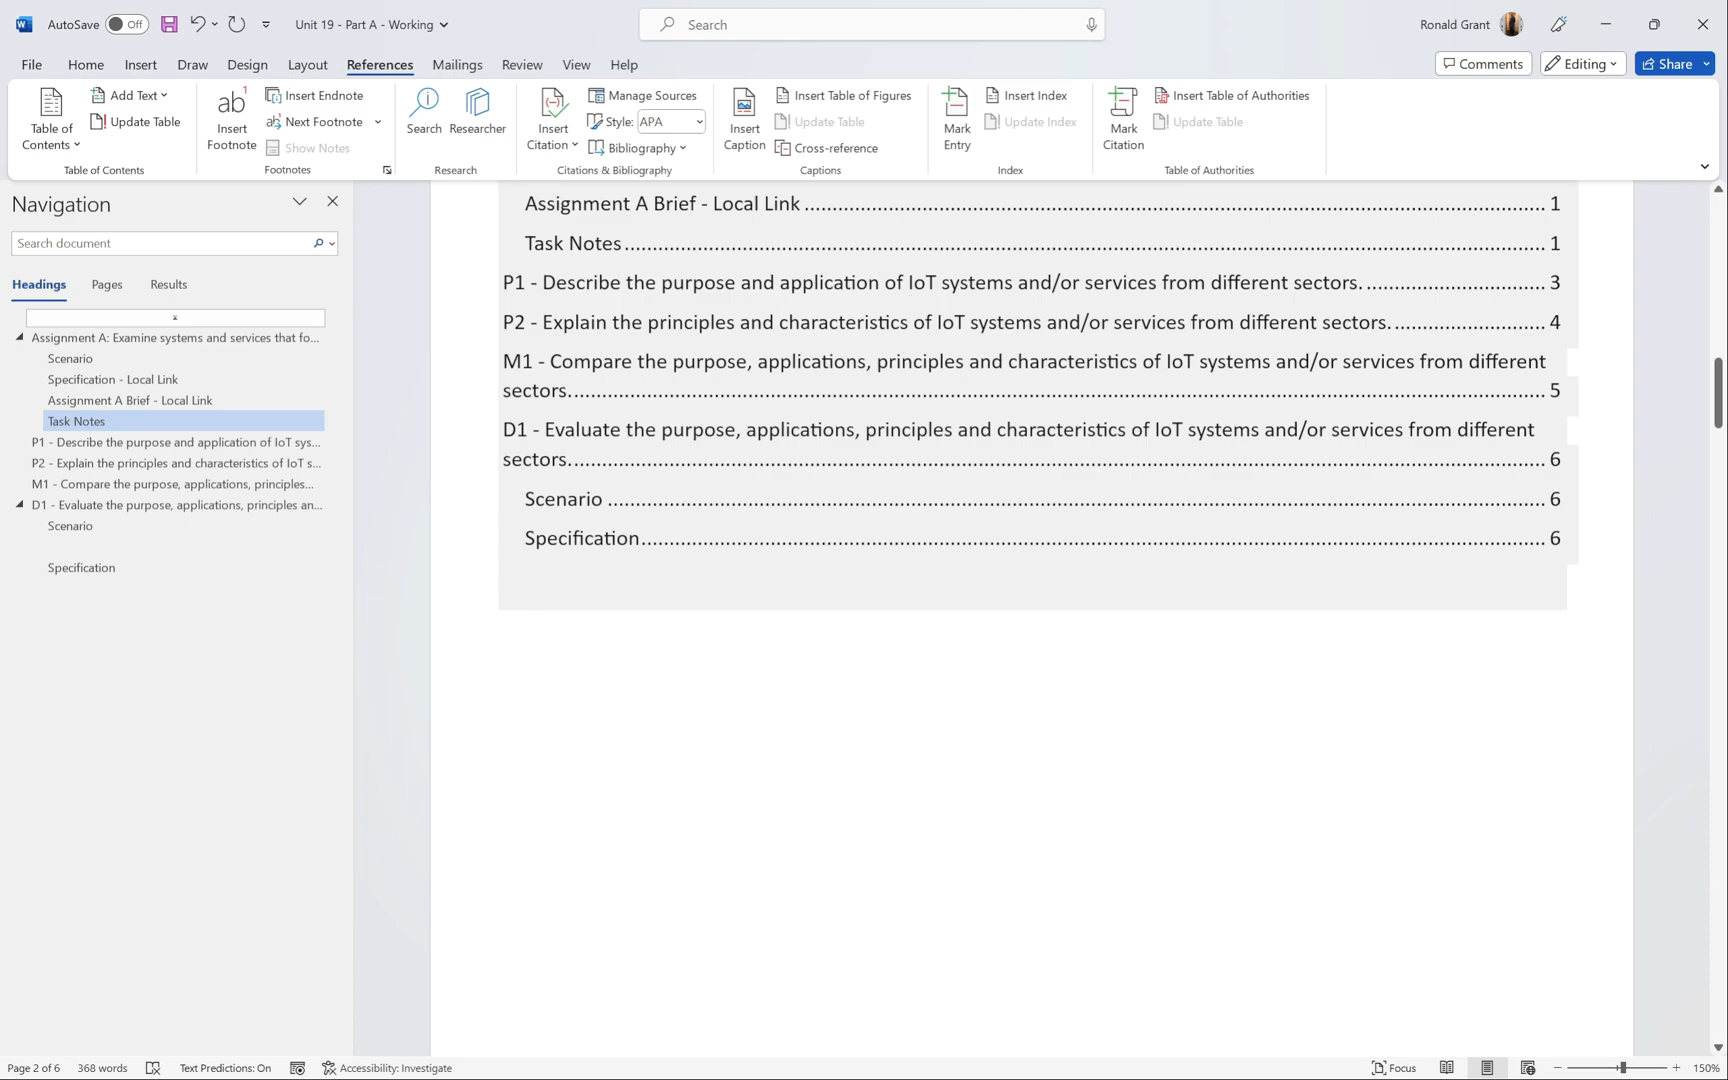 AutoSave Off Unit 19 - Part A - Working Search Ronald Grant
File Home Insert Draw Design Layout References Mailings Review View Help Comments Editing Share
Table of Contents
Add Text
Update Table
Table of Contents
ab1
Insert Footnote
Insert Endnote
ab Next Footnote
Show Notes
Footnotes
Search
Researcher
Research
Insert Citation
Manage Sources
Style: APA
Bibliography
Citations & Bibliography
Insert Caption
Insert Table of Figures
Update Table
Cross-reference
Captions
Mark Entry
Insert Index
Update Index
Index
Mark Citation
Insert Table of Authorities
Update Table
Table of Authorities
Navigation
Search document
Headings Pages Results
Assignment A: Examine systems and services that fo...
Scenario
Specification - Local Link
Assignment A Brief - Local Link
Task Notes
P1 - Describe the purpose and application of IoT sys...
P2 - Explain the principles and characteristics of IoT s...
M1 - Compare the purpose, applications, principles...
D1 - Evaluate the purpose, applications, principles an...
Scenario
Specification
Assignment A Brief - Local Link 1
Task Notes 1
P1 - Describe the purpose and application of IoT systems and/or services from different sectors. 3
P2 - Explain the principles and characteristics of IoT systems and/or services from different sectors. 4
M1 - Compare the purpose, applications, principles and characteristics of IoT systems and/or services from different
sectors. 5
D1 - Evaluate the purpose, applications, principles and characteristics of IoT systems and/or services from different
sectors. 6
Scenario 6
Specification 6
Page 2 of 6 368 words Text Predictions: On Accessibility: Investigate Focus 150%